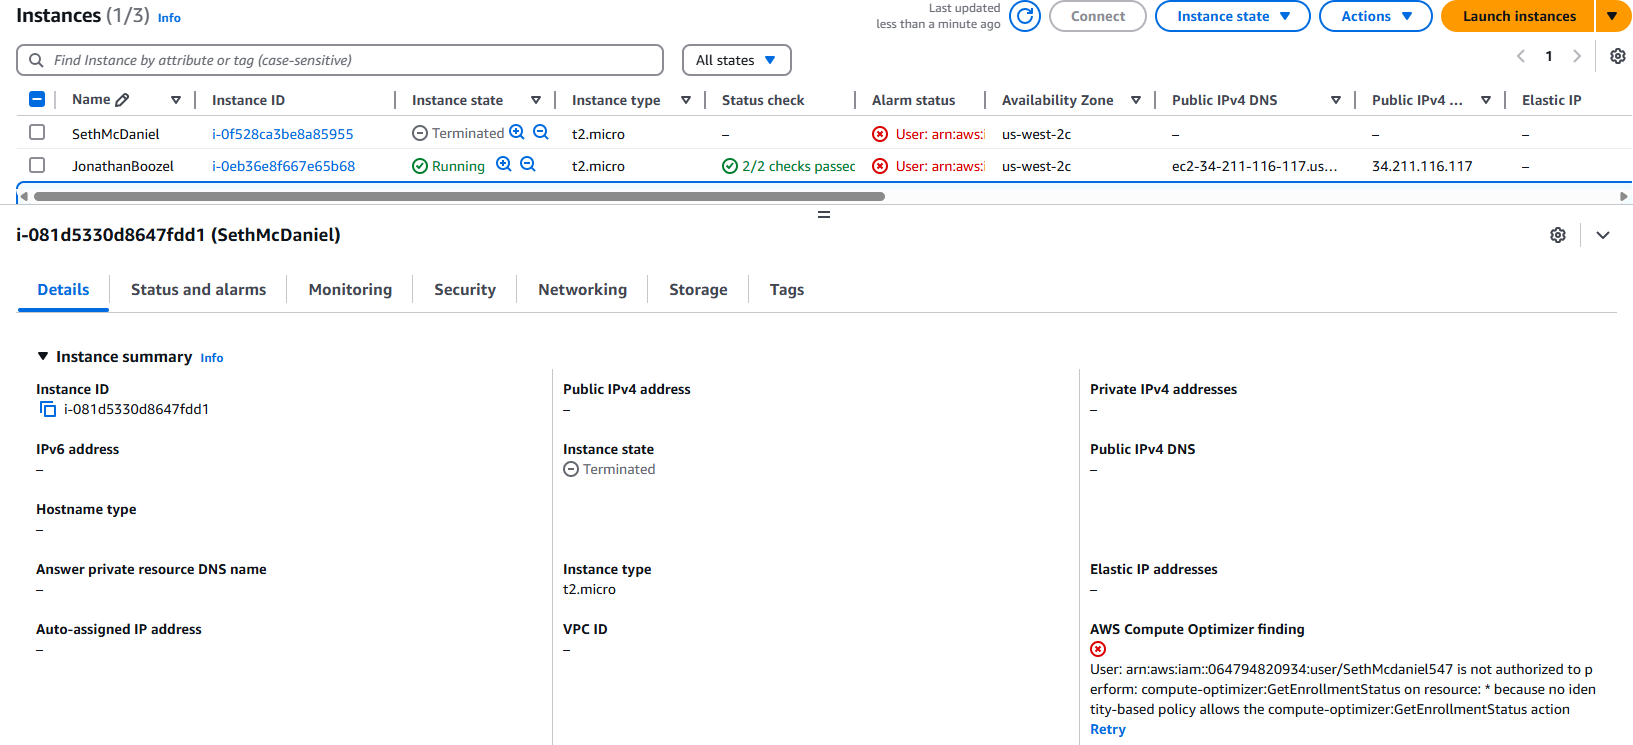 Instances (1/3) Info
Last updated
less than a minute ago
Connect
Instance state
Actions
Launch instances
Find Instance by attribute or tag (case-sensitive)
All states
1
Name Instance ID Instance state Instance type Status check Alarm status Availability Zone Public IPv4 DNS Public IPv4 ... Elastic IP
SethMcDaniel i-0f528ca3be8a85955 Terminated t2.micro – User: arn:aws:i us-west-2c – – –
JonathanBoozel i-0eb36e8f667e65b68 Running t2.micro 2/2 checks passec User: arn:aws:i us-west-2c ec2-34-211-116-117.us... 34.211.116.117 –
i-081d5330d8647fdd1 (SethMcDaniel)
Details Status and alarms Monitoring Security Networking Storage Tags
Instance summary Info
Instance ID
i-081d5330d8647fdd1
Public IPv4 address
–
Private IPv4 addresses
–
IPv6 address
–
Instance state
Terminated
Public IPv4 DNS
–
Hostname type
–
Answer private resource DNS name
–
Instance type
t2.micro
Elastic IP addresses
–
Auto-assigned IP address
–
VPC ID
–
AWS Compute Optimizer finding
User: arn:aws:iam::064794820934:user/SethMcdaniel547 is not authorized to p
erform: compute-optimizer:GetEnrollmentStatus on resource: * because no iden
tity-based policy allows the compute-optimizer:GetEnrollmentStatus action
Retry